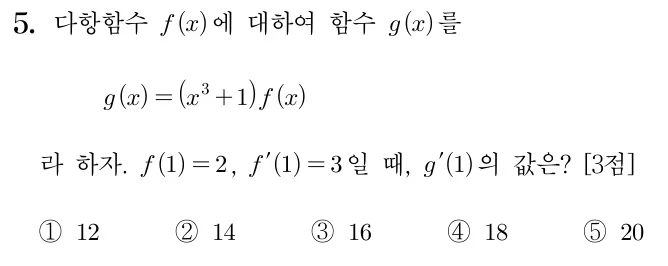 5. 다항함수 f(x)에 대하여 함수 g(x)를
g(x)=(x³+1)f(x)
라 하자. f(1)=2, f′(1)=3일 때, g′(1)의 값은? [3점]
① 12 ② 14 ③ 16 ④ 18 ⑤ 20